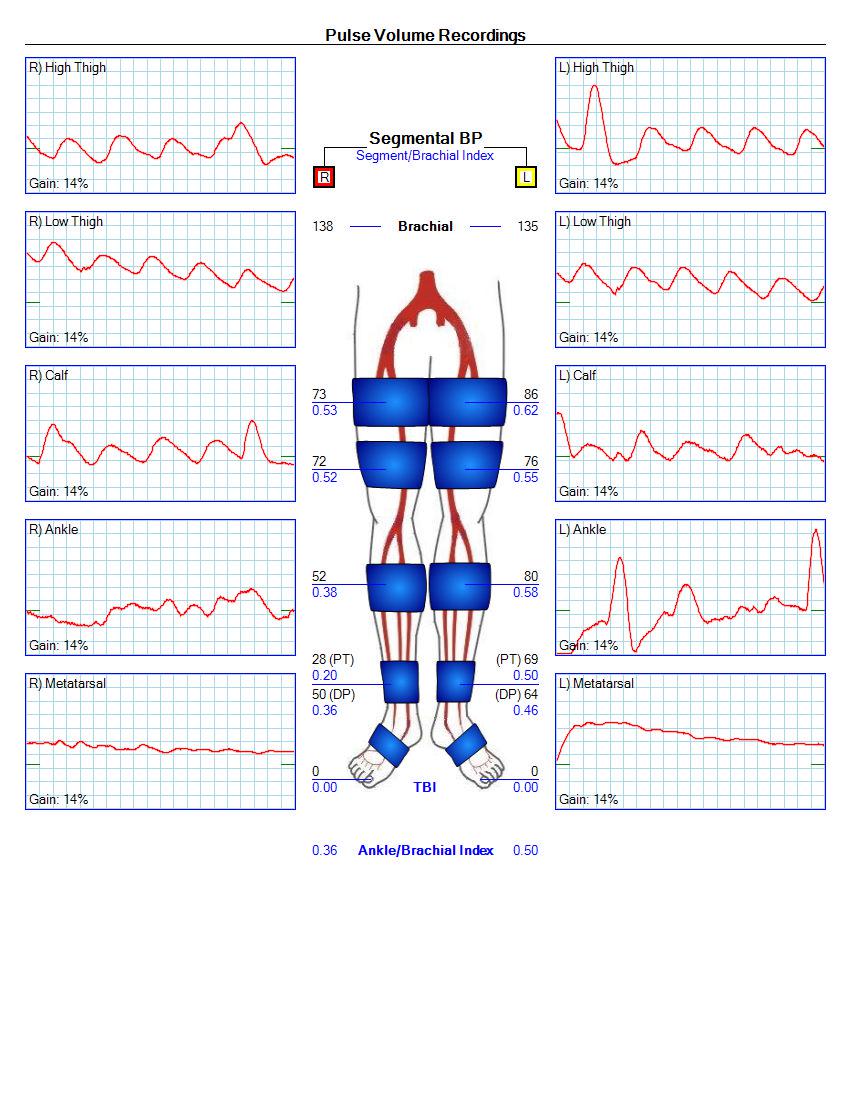 Pulse Volume Recordings
R) High Thigh
Gain: 14%
L) High Thigh
Gain: 14%
Segmental BP
Segment/Brachial Index
R
L
138 Brachial 135
R) Low Thigh
Gain: 14%
L) Low Thigh
Gain: 14%
R) Calf
Gain: 14%
L) Calf
Gain: 14%
73 86
0.53 0.62
72 76
0.52 0.55
R) Ankle
Gain: 14%
L) Ankle
Gain: 14%
52 80
0.38 0.58
28 (PT) (PT) 69
0.20 0.50
50 (DP) (DP) 64
0.36 0.46
R) Metatarsal
Gain: 14%
L) Metatarsal
Gain: 14%
0 0
0.00 TBI 0.00
0.36 Ankle/Brachial Index 0.50